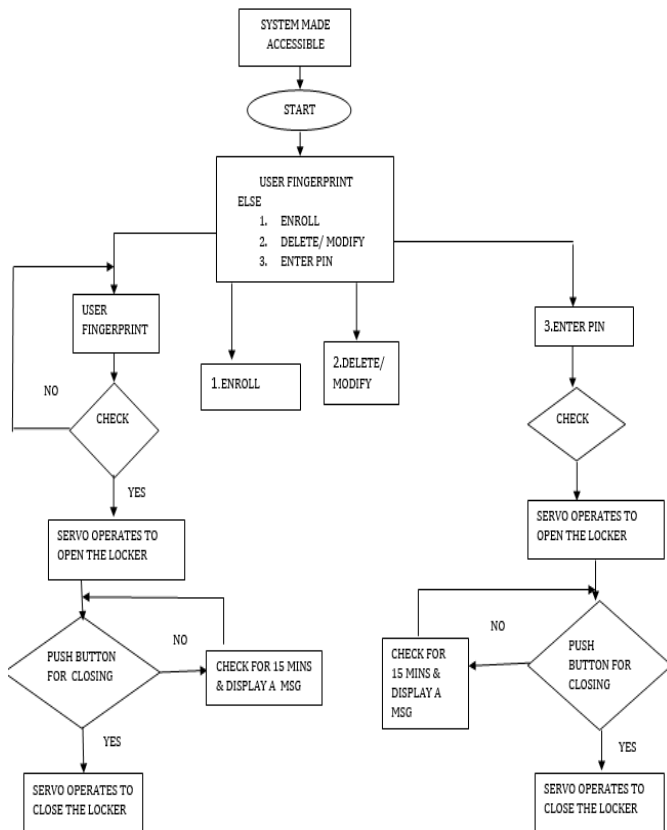 SYSTEM MADE
ACCESSIBLE
START
USER FINGERPRINT
ELSE
1. ENROLL
2. DELETE/ MODIFY
3. ENTER PIN
USER
FINGERPRINT
1.ENROLL
2.DELETE/
MODIFY
3.ENTER PIN
NO
CHECK
CHECK
YES
SERVO OPERATES TO
OPEN THE LOCKER
SERVO OPERATES TO
OPEN THE LOCKER
PUSH BUTTON
FOR CLOSING
NO
CHECK FOR 15 MINS
& DISPLAY A MSG
NO
CHECK FOR
15 MINS &
DISPLAY A
MSG
PUSH
BUTTON FOR
CLOSING
YES
YES
SERVO OPERATES TO
CLOSE THE LOCKER
SERVO OPERATES TO
CLOSE THE LOCKER